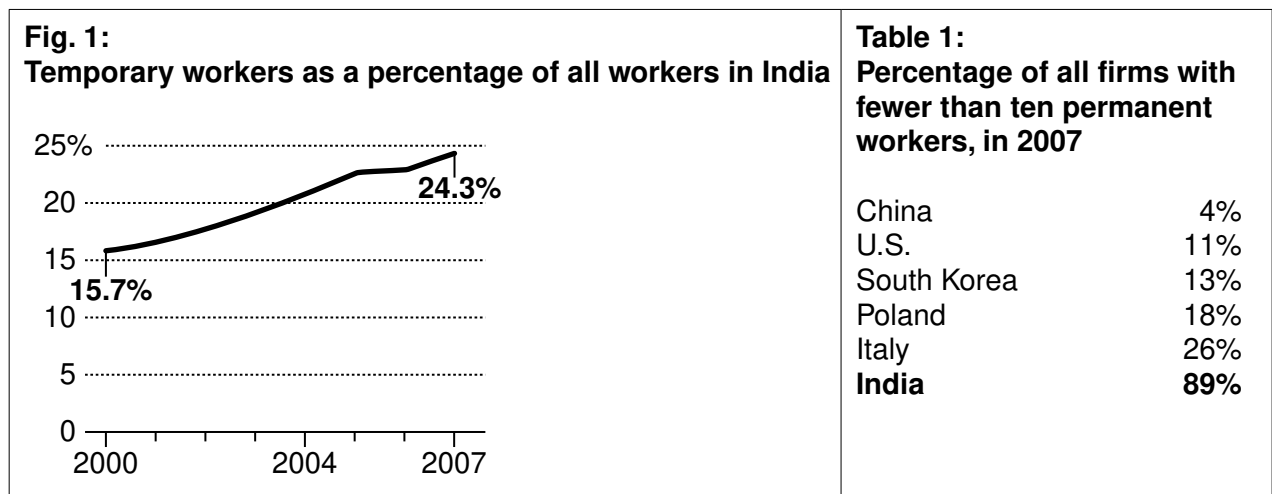 Fig. 1:
Temporary workers as a percentage of all workers in India
25%
20
15
10
5
0
15.7%
24.3%
2000
2004
2007
Table 1:
Percentage of all firms with
fewer than ten permanent
workers, in 2007
China 4%
U.S. 11%
South Korea 13%
Poland 18%
Italy 26%
India 89%